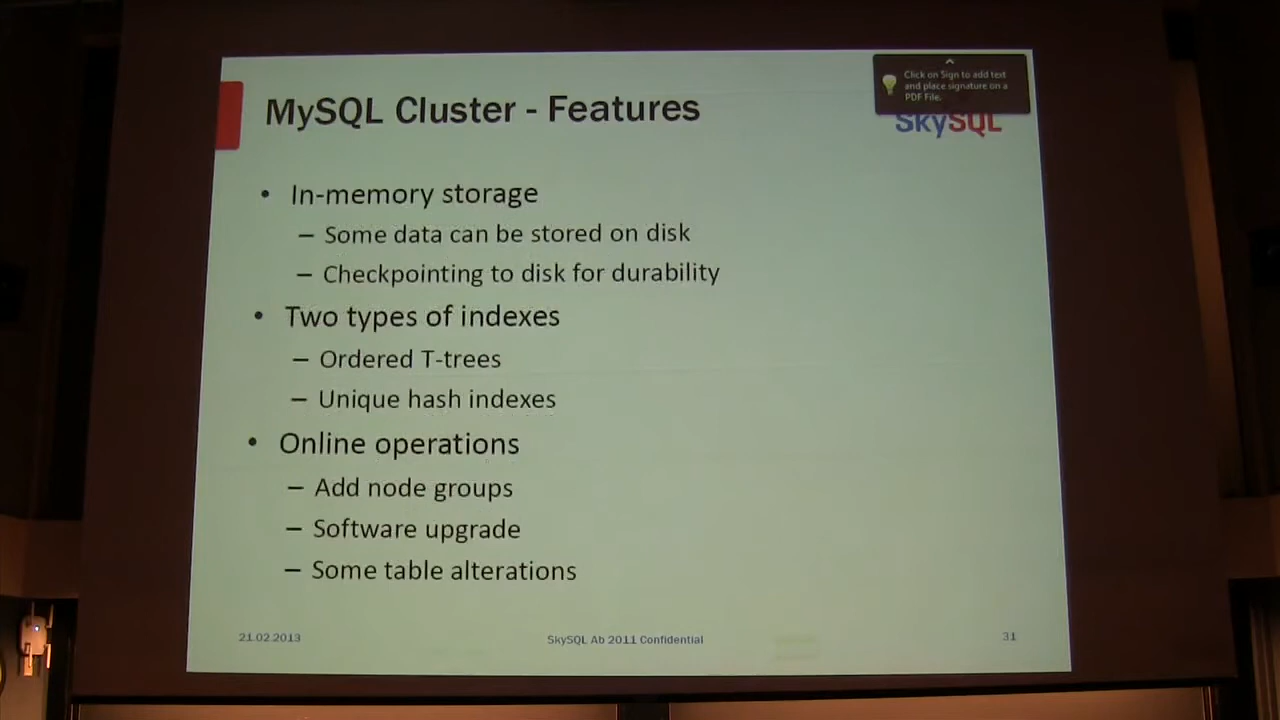 MySQL Cluster - Features
Click on Sign to add text
and place signature on a
PDF File.
SkySQL
• In-memory storage
– Some data can be stored on disk
– Checkpointing to disk for durability
• Two types of indexes
– Ordered T-trees
– Unique hash indexes
• Online operations
– Add node groups
– Software upgrade
– Some table alterations
21.02.2013
SkySQL Ab 2011 Confidential
31